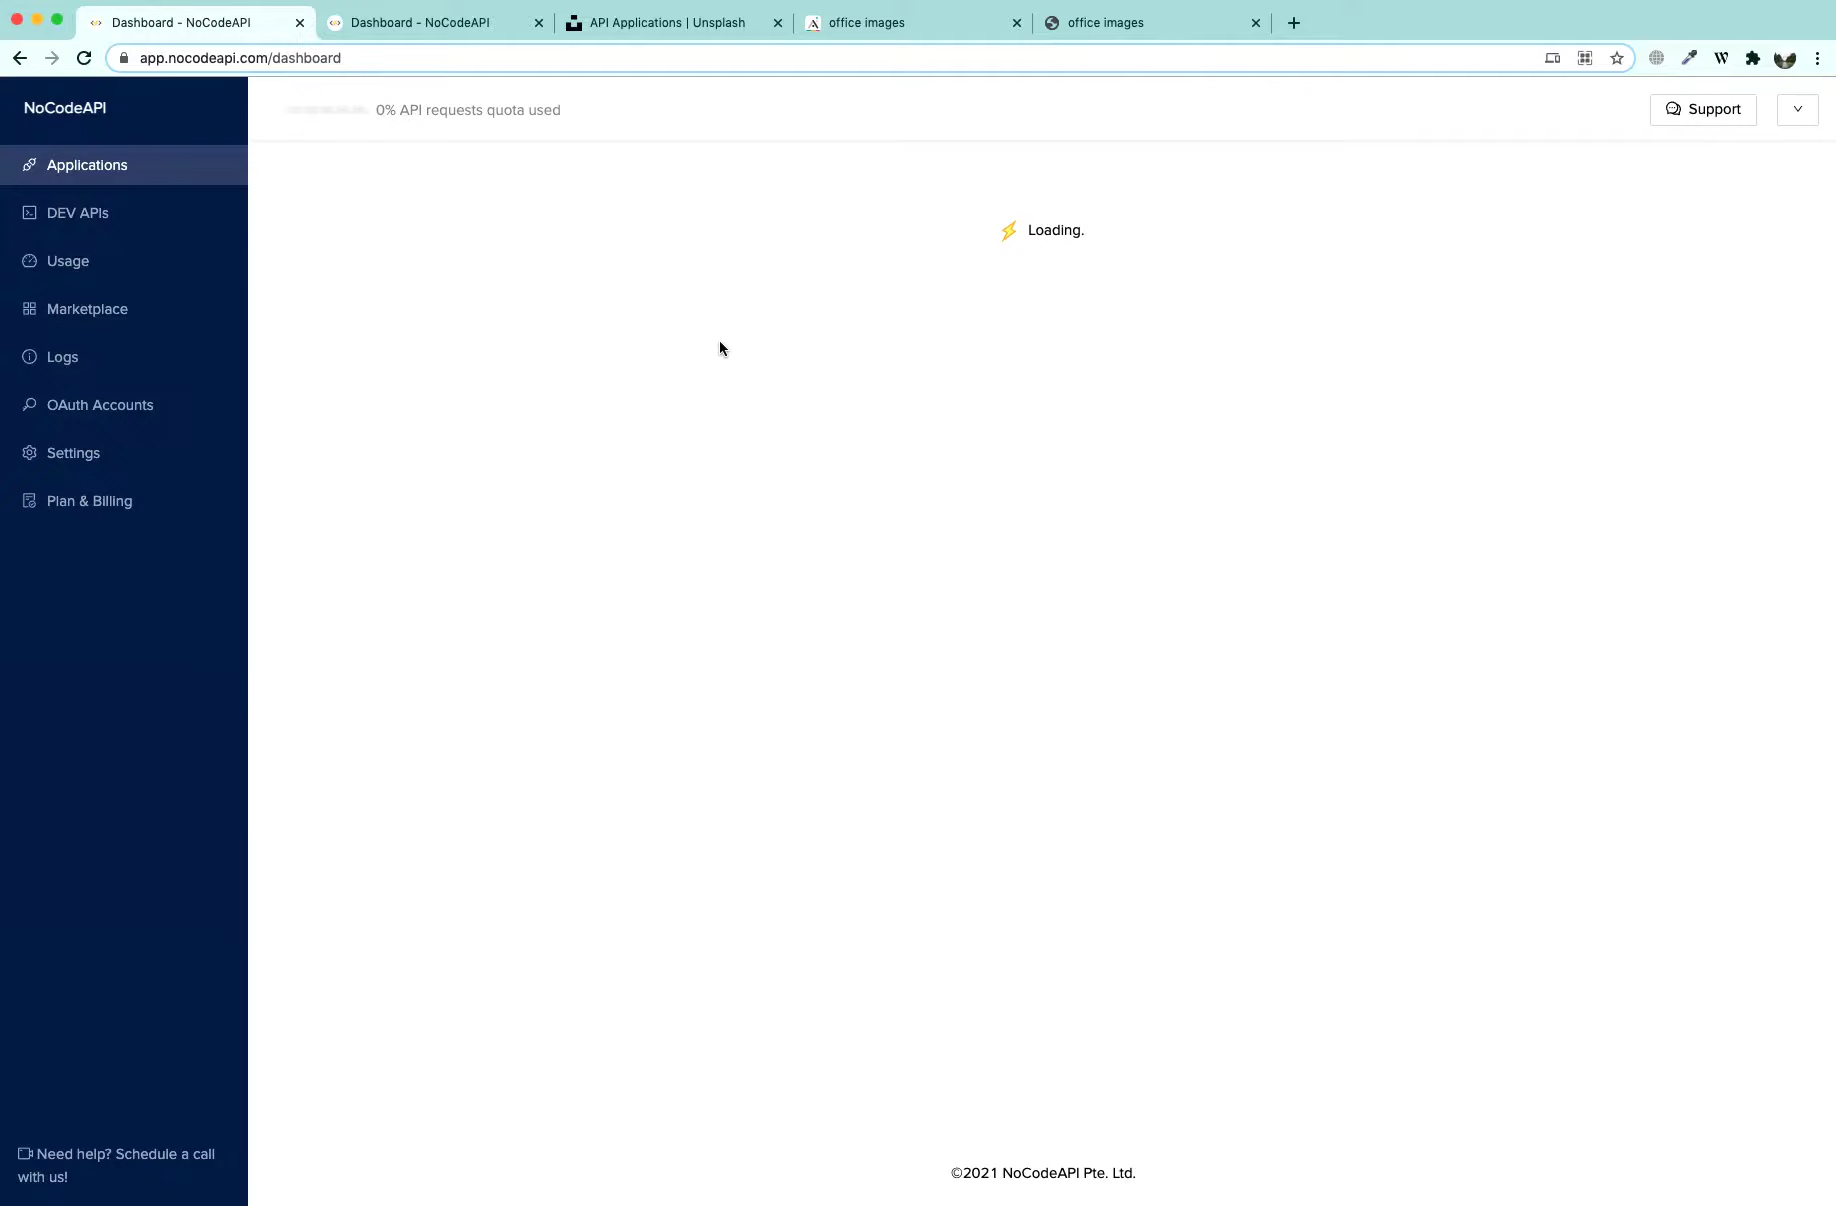 Dashboard - NoCodeAPI
Dashboard - NoCodeAPI
API Applications | Unsplash
office images
office images
app.nocodeapi.com/dashboard
NoCodeAPI
0% API requests quota used
Support
Applications
DEV APIs
Usage
Marketplace
Logs
OAuth Accounts
Settings
Plan & Billing
Loading.
Need help? Schedule a call
with us!
©2021 NoCodeAPI Pte. Ltd.